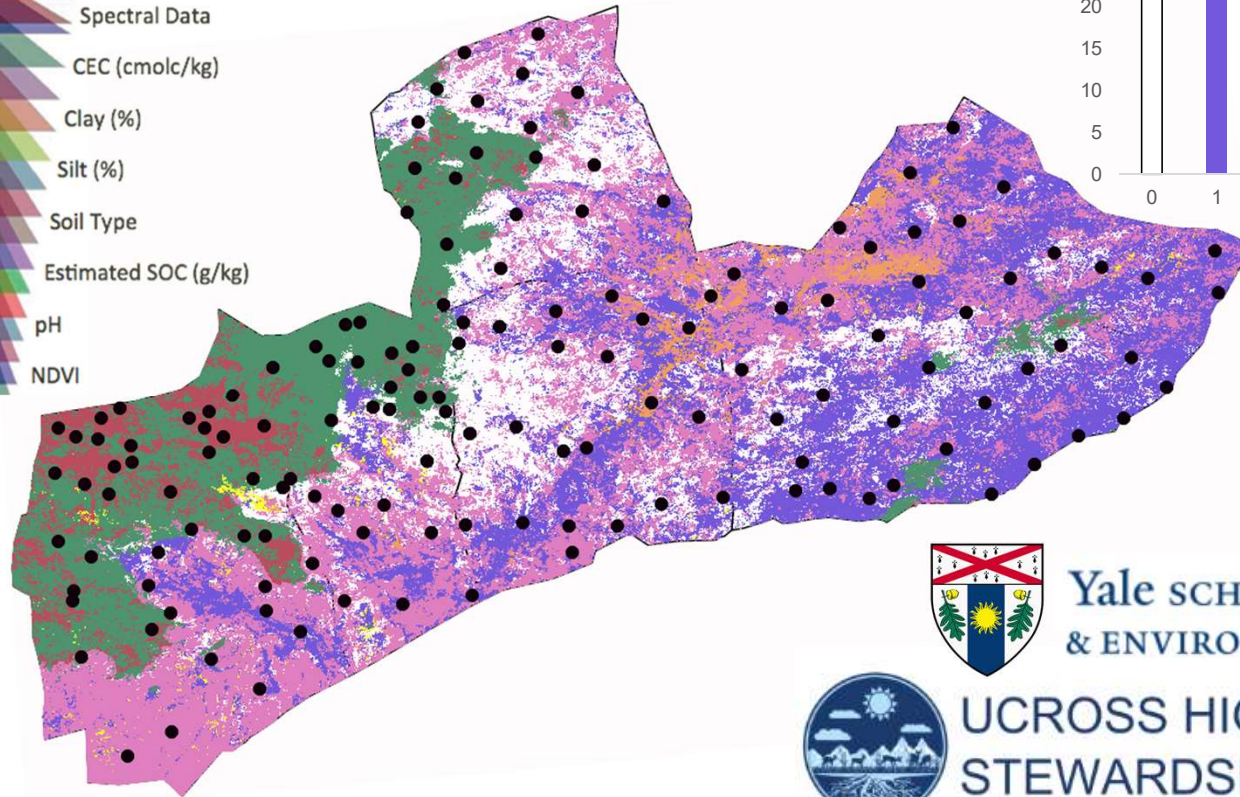 Spectral Data
CEC (cmolc/kg)
Clay (%)
Silt (%)
Soil Type
Estimated SOC (g/kg)
pH
NDVI
20
15
10
5
0
0 1
Yale SCH
& ENVIRO
UCROSS HIG
STEWARDS